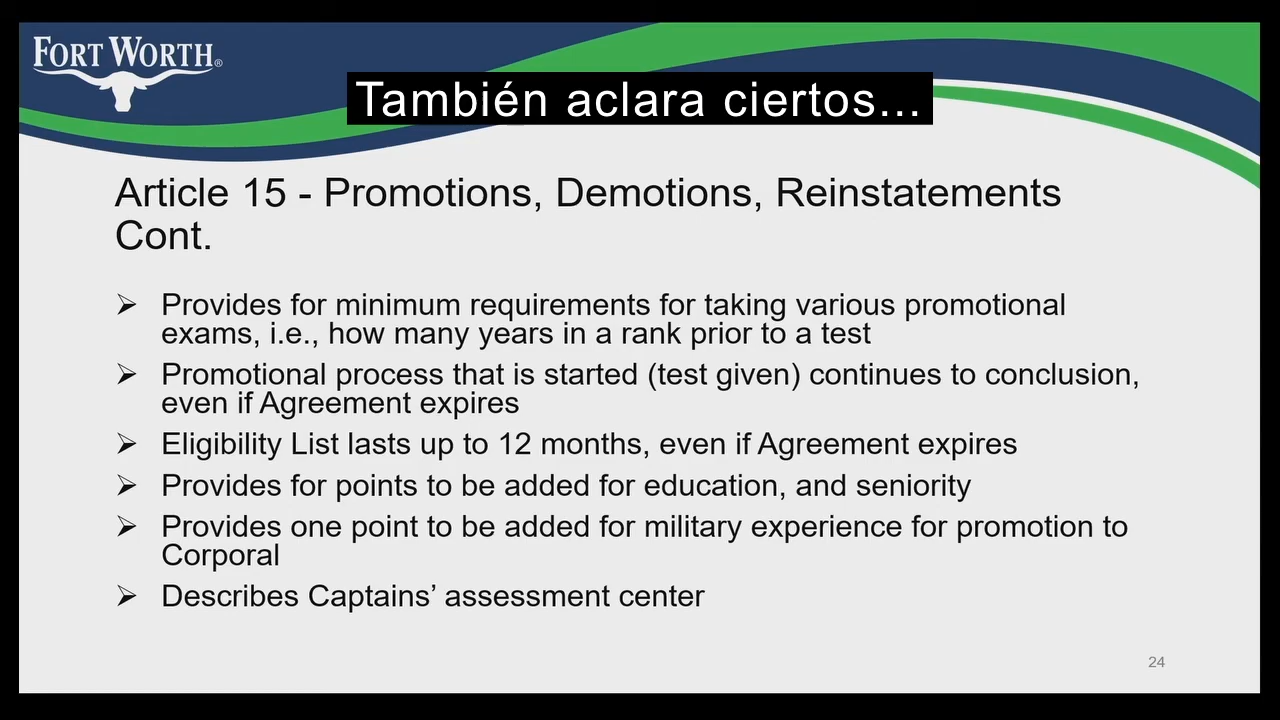 FORT WORTH®
También aclara ciertos...
Article 15 - Promotions, Demotions, Reinstatements
Cont.
➢ Provides for minimum requirements for taking various promotional
exams, i.e., how many years in a rank prior to a test
➢ Promotional process that is started (test given) continues to conclusion,
even if Agreement expires
➢ Eligibility List lasts up to 12 months, even if Agreement expires
➢ Provides for points to be added for education, and seniority
➢ Provides one point to be added for military experience for promotion to
Corporal
➢ Describes Captains’ assessment center
24